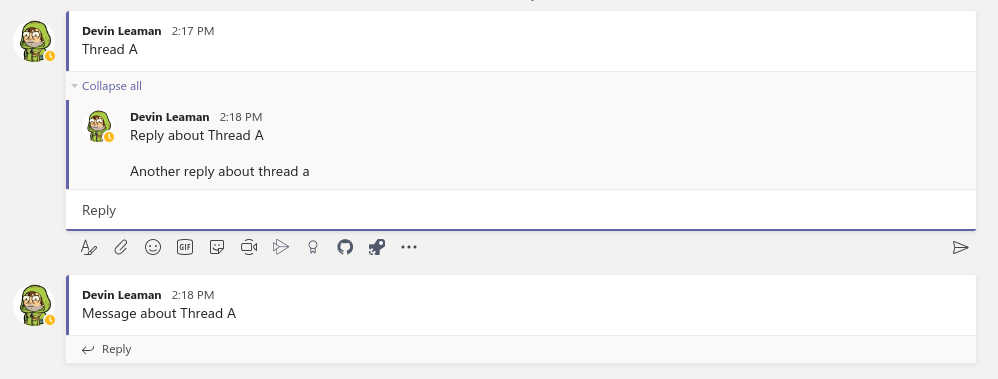 Devin Leaman 2:17 PM
Thread A
Collapse all
Devin Leaman 2:18 PM
Reply about Thread A
Another reply about thread a
Reply
GIF
Devin Leaman 2:18 PM
Message about Thread A
Reply